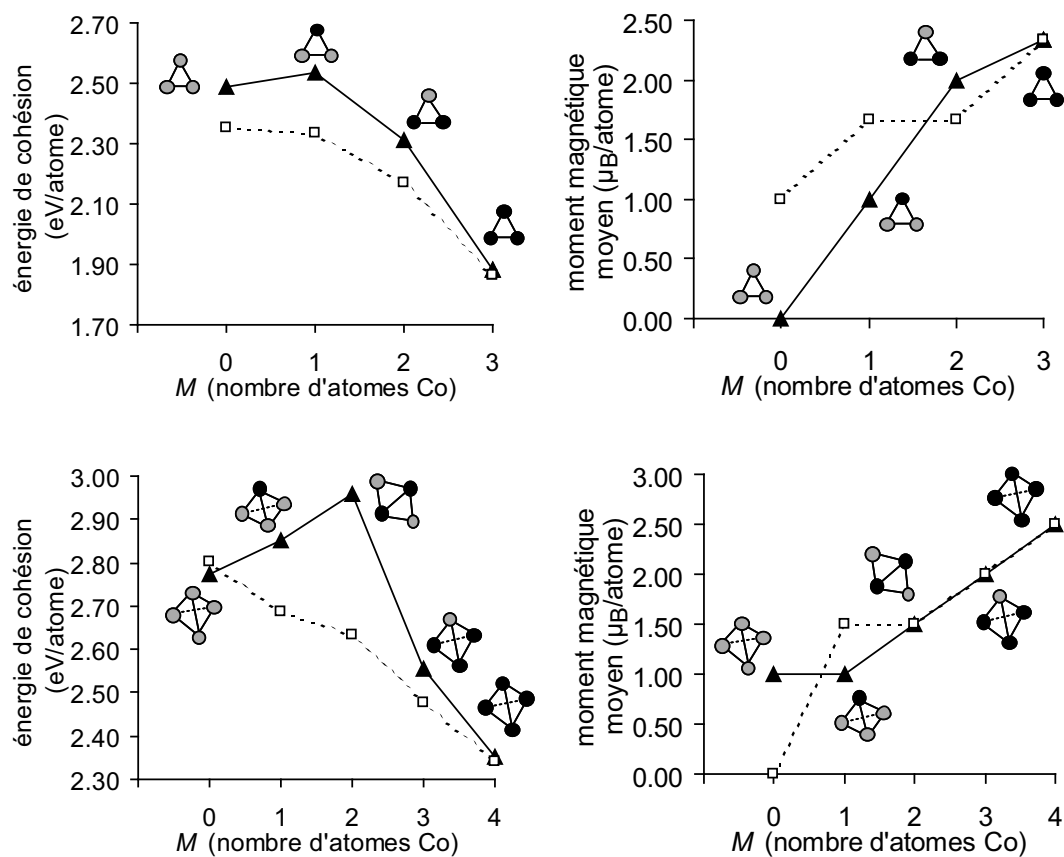 énergie de cohésion
(eV/atome)
2.70
2.50
2.30
2.10
1.90
1.70
0 1 2 3
M (nombre d'atomes Co)
moment magnétique
moyen (µB/atome)
2.50
2.00
1.50
1.00
0.50
0.00
0 1 2 3
M (nombre d'atomes Co)
énergie de cohésion
(eV/atome)
3.00
2.90
2.80
2.70
2.60
2.50
2.40
2.30
0 1 2 3 4
M (nombre d'atomes Co)
moment magnétique
moyen (µB/atome)
3.00
2.50
2.00
1.50
1.00
0.50
0.00
0 1 2 3 4
M (nombre d'atomes Co)